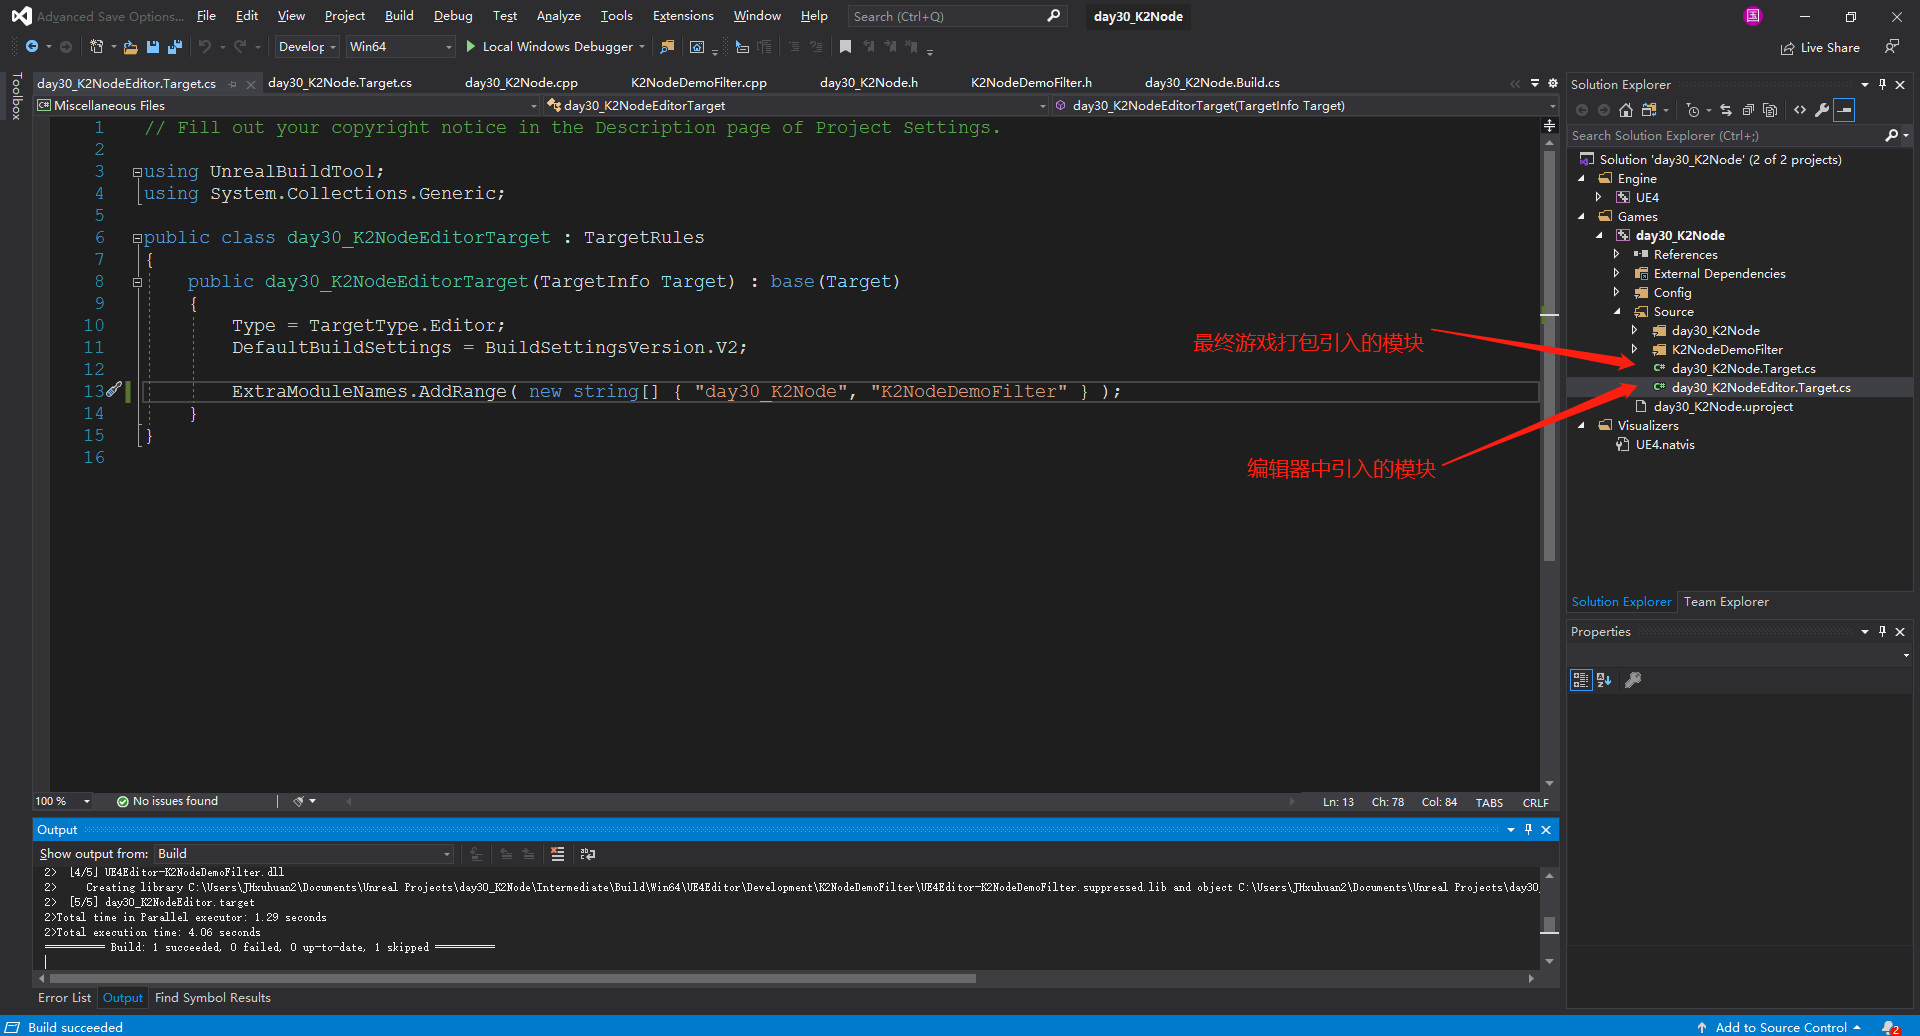 Advanced Save Options...
File Edit View Project Build Debug Test Analyze Tools Extensions Window Help
Search (Ctrl+Q)
day30_K2Node
国
Develop Win64 Local Windows Debugger
Live Share
Toolbox
day30_K2NodeEditor.Target.cs day30_K2Node.Target.cs day30_K2Node.cpp K2NodeDemoFilter.cpp day30_K2Node.h K2NodeDemoFilter.h day30_K2Node.Build.cs
Miscellaneous Files day30_K2NodeEditorTarget day30_K2NodeEditorTarget(TargetInfo Target)
1 // Fill out your copyright notice in the Description page of Project Settings.
2
3 using UnrealBuildTool;
4 using System.Collections.Generic;
5
6 public class day30_K2NodeEditorTarget : TargetRules
7 {
8 public day30_K2NodeEditorTarget(TargetInfo Target) : base(Target)
9 {
10 Type = TargetType.Editor;
11 DefaultBuildSettings = BuildSettingsVersion.V2;
12
13 ExtraModuleNames.AddRange( new string[] { "day30_K2Node", "K2NodeDemoFilter" } );
14 }
15 }
16
最终游戏打包引入的模块
编辑器中引入的模块
100 % No issues found
Ln: 13 Ch: 78 Col: 84 TABS CRLF
Output
Show output from: Build
2> [4/5] UE4Editor-K2NodeDemoFilter.dll
2> Creating library C:\Users\JHxuhuan2\Documents\Unreal Projects\day30_K2Node\Intermediate\Build\Win64\UE4Editor\Development\K2NodeDemoFilter\UE4Editor-K2NodeDemoFilter.suppressed.lib and object C:\Users\JHxuhuan2\Documents\Unreal Projects\day30_
2> [5/5] day30_K2NodeEditor.target
2>Total time in Parallel executor: 1.29 seconds
2>Total execution time: 4.06 seconds
========== Build: 1 succeeded, 0 failed, 0 up-to-date, 1 skipped ==========
Error List Output Find Symbol Results
Build succeeded
Solution Explorer
Search Solution Explorer (Ctrl+;)
Solution 'day30_K2Node' (2 of 2 projects)
Engine
UE4
Games
day30_K2Node
References
External Dependencies
Config
Source
day30_K2Node
K2NodeDemoFilter
C# day30_K2Node.Target.cs
C# day30_K2NodeEditor.Target.cs
day30_K2Node.uproject
Visualizers
UE4.natvis
Solution Explorer Team Explorer
Properties
Add to Source Control
2